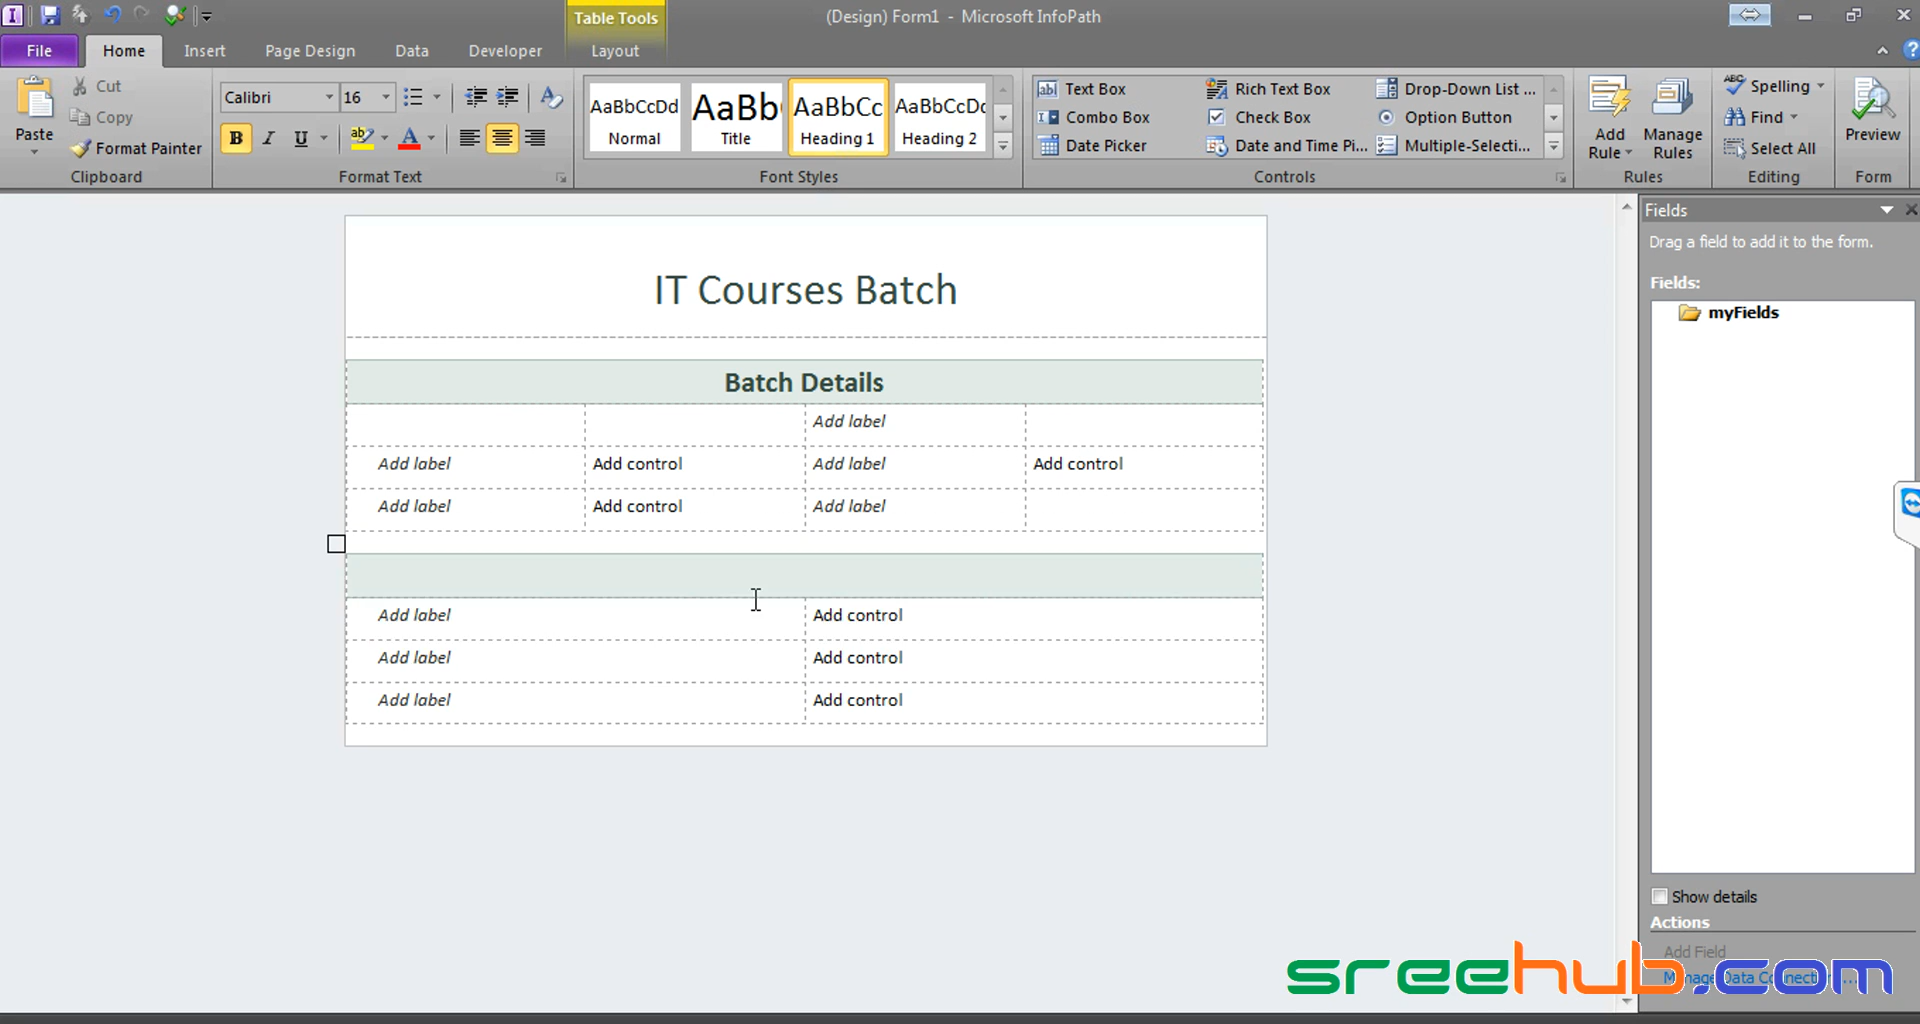 (Design) Form1 - Microsoft InfoPath
Table Tools
File Home Insert Page Design Data Developer Layout
Paste
Cut
Copy
Format Painter
Clipboard
Calibri 16
B I U A
Format Text
AaBbCcDd AaBb AaBbCc AaBbCcDd
Normal Title Heading 1 Heading 2
Font Styles
Text Box Rich Text Box Drop-Down List ...
Combo Box Check Box Option Button
Date Picker Date and Time Pi... Multiple-Selecti...
Controls
Add Rule
Manage Rules
Rules
Spelling
Find
Select All
Editing
Preview
Form
IT Courses Batch
Batch Details
Add label
Add label Add control Add label Add control
Add label Add control Add label
Add label Add control
Add label Add control
Add label Add control
Fields
Drag a field to add it to the form.
Fields:
myFields
Show details
Actions
Add Field
Manage Data Connecti
sreehub.com